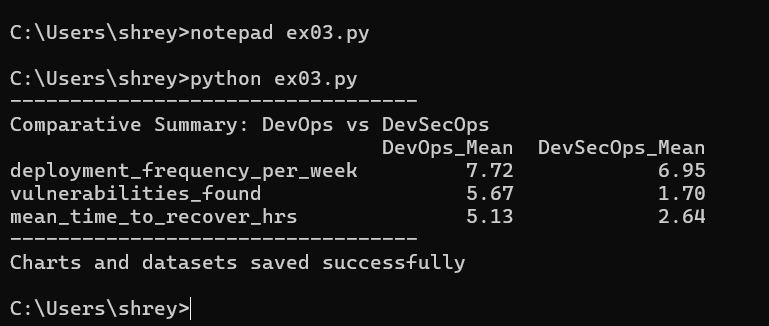 C:\Users\shrey>notepad ex03.py
C:\Users\shrey>python ex03.py
----------------------------------
Comparative Summary: DevOps vs DevSecOps
                               DevOps_Mean  DevSecOps_Mean
deployment_frequency_per_week         7.72            6.95
vulnerabilities_found                 5.67            1.70
mean_time_to_recover_hrs              5.13            2.64
----------------------------------
Charts and datasets saved successfully
C:\Users\shrey>